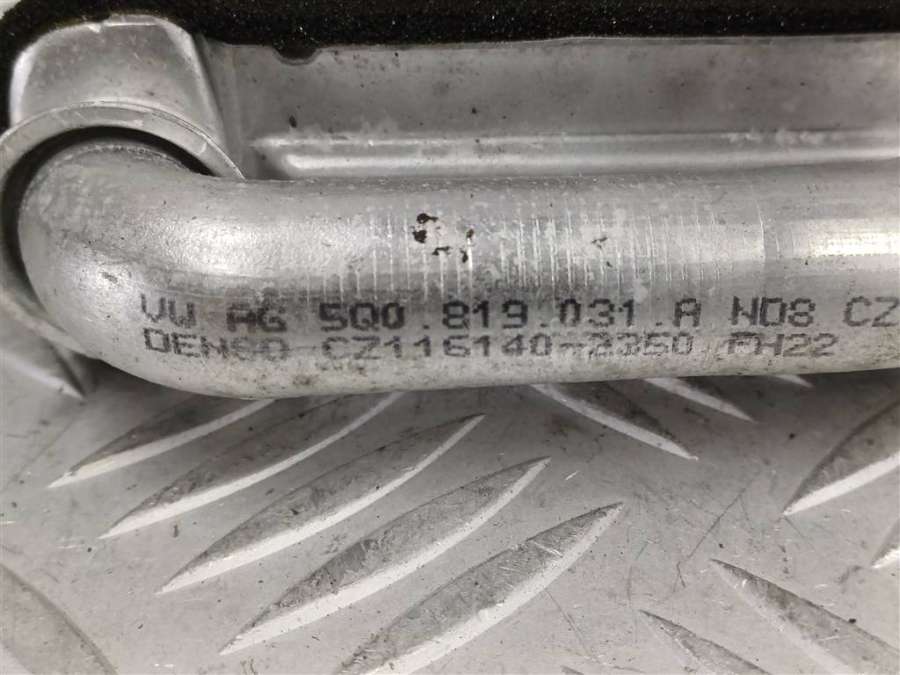 VW AG 5Q0.819.031.A ND8 CZ
DENSO CZ116140-2350 FH22